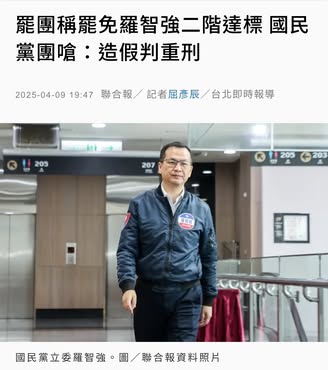 罷團稱罷免羅智強二階達標 國民
黨團嗆：造假判重刑
2025-04-09 19:47 聯合報／ 記者屈彥辰／台北即時報導
205
207
205
203
國民黨立委羅智強。圖／聯合報資料照片